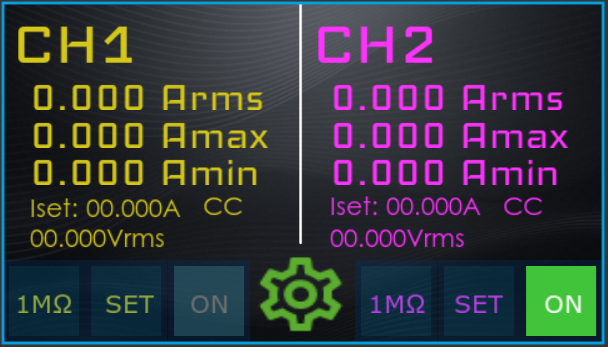 CH1
0.000 Arms
0.000 Amax
0.000 Amin
Iset: 00.000A CC
00.000Vrms
1MΩ SET ON
CH2
0.000 Arms
0.000 Amax
0.000 Amin
Iset: 00.000A CC
00.000Vrms
1MΩ SET ON